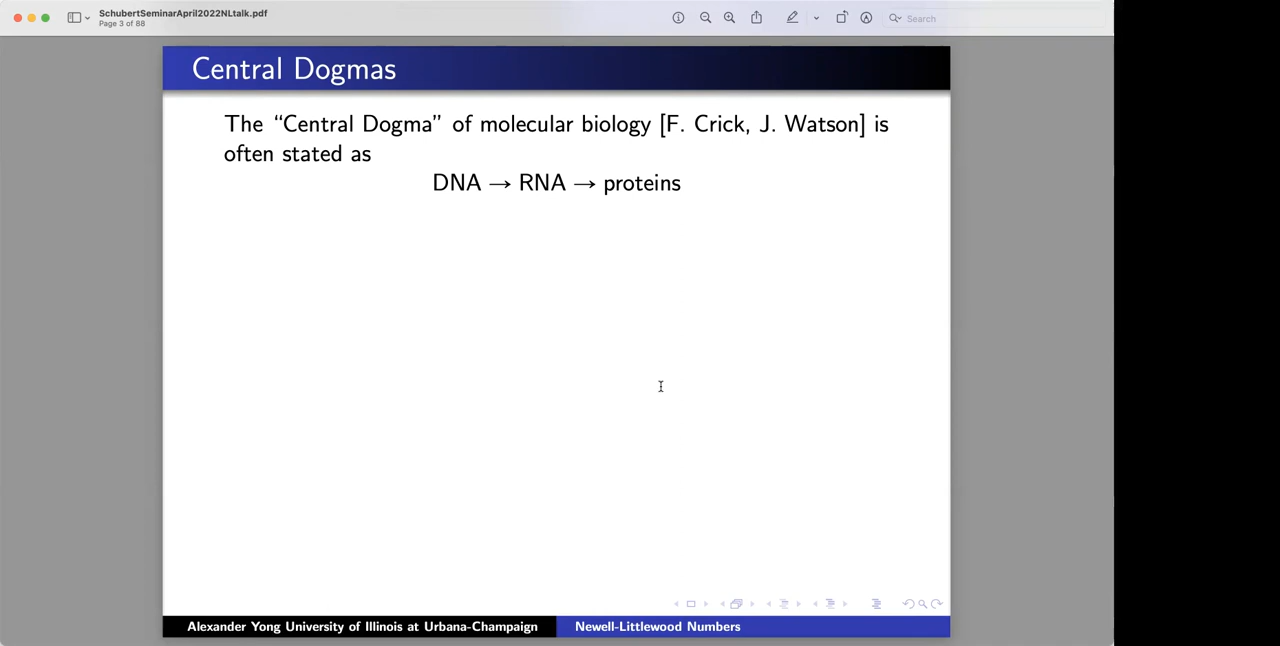 SchubertSeminarApril2022NLtalk.pdf
Page 3 of 88
Search
Central Dogmas
The “Central Dogma” of molecular biology [F. Crick, J. Watson] is
often stated as
DNA → RNA → proteins
Alexander Yong University of Illinois at Urbana-Champaign
Newell-Littlewood Numbers